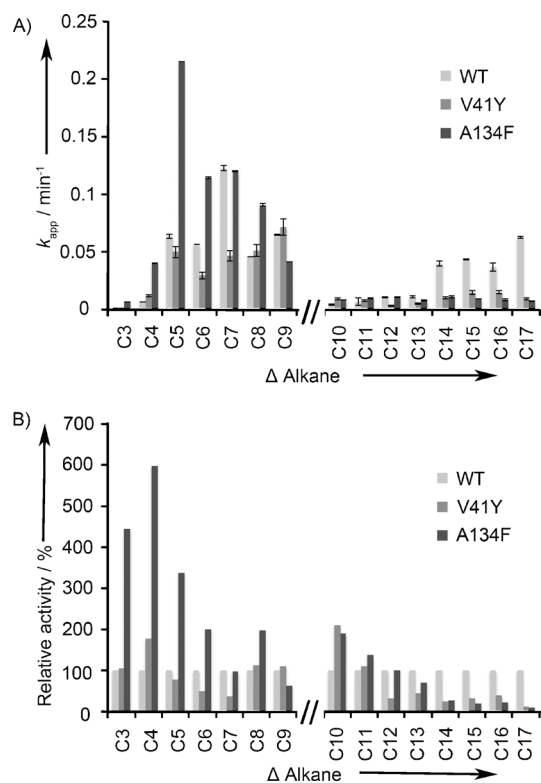 A)
0.25
0.2
0.15
0.1
0.05
0
k_app / min⁻¹
WT
V41Y
A134F
C3 C4 C5 C6 C7 C8 C9 // C10 C11 C12 C13 C14 C15 C16 C17
Δ Alkane
B)
700
600
500
400
300
200
100
00
Relative activity / %
WT
V41Y
A134F
C3 C4 C5 C6 C7 C8 C9 // C10 C11 C12 C13 C14 C15 C16 C17
Δ Alkane